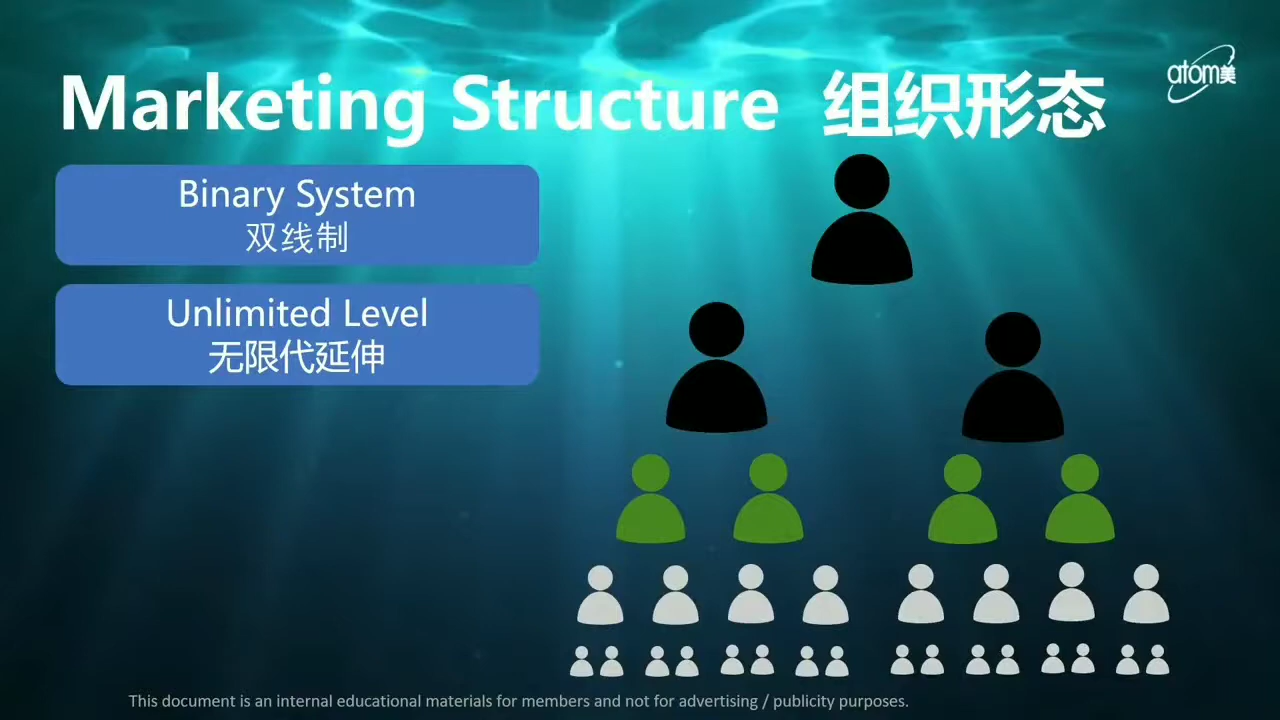 Marketing Structure 组织形态
atom美
Binary System
双线制
Unlimited Level
无限代延伸
This document is an internal educational materials for members and not for advertising / publicity purposes.